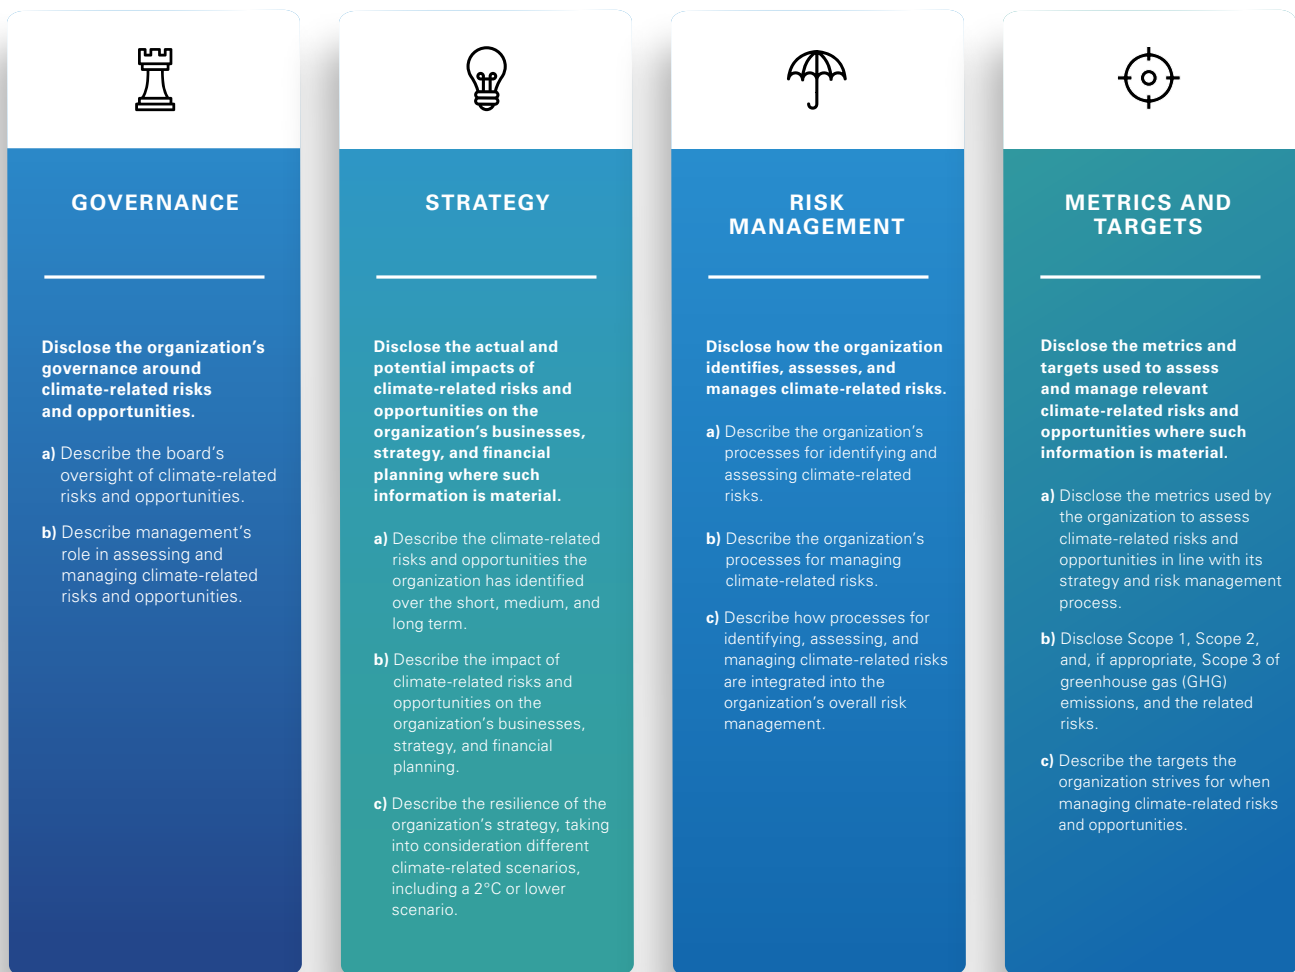 GOVERNANCE
Disclose the organization’s
governance around
climate-related risks
and opportunities.
a) Describe the board’s
oversight of climate-related
risks and opportunities.
b) Describe management’s
role in assessing and
managing climate-related
risks and opportunities.
STRATEGY
Disclose the actual and
potential impacts of
climate-related risks and
opportunities on the
organization’s businesses,
strategy, and financial
planning where such
information is material.
a) Describe the climate-related
risks and opportunities the
organization has identified
over the short, medium, and
long term.
b) Describe the impact of
climate-related risks and
opportunities on the
organization’s businesses,
strategy, and financial
planning.
c) Describe the resilience of the
organization’s strategy, taking
into consideration different
climate-related scenarios,
including a 2°C or lower
scenario.
RISK
MANAGEMENT
Disclose how the organization
identifies, assesses, and
manages climate-related risks.
a) Describe the organization’s
processes for identifying and
assessing climate-related
risks.
b) Describe the organization’s
processes for managing
climate-related risks.
c) Describe how processes for
identifying, assessing, and
managing climate-related risks
are integrated into the
organization’s overall risk
management.
METRICS AND
TARGETS
Disclose the metrics and
targets used to assess
and manage relevant
climate-related risks and
opportunities where such
information is material.
a) Disclose the metrics used by
the organization to assess
climate-related risks and
opportunities in line with its
strategy and risk management
process.
b) Disclose Scope 1, Scope 2,
and, if appropriate, Scope 3 of
greenhouse gas (GHG)
emissions, and the related
risks.
c) Describe the targets the
organization strives for when
managing climate-related risks
and opportunities.